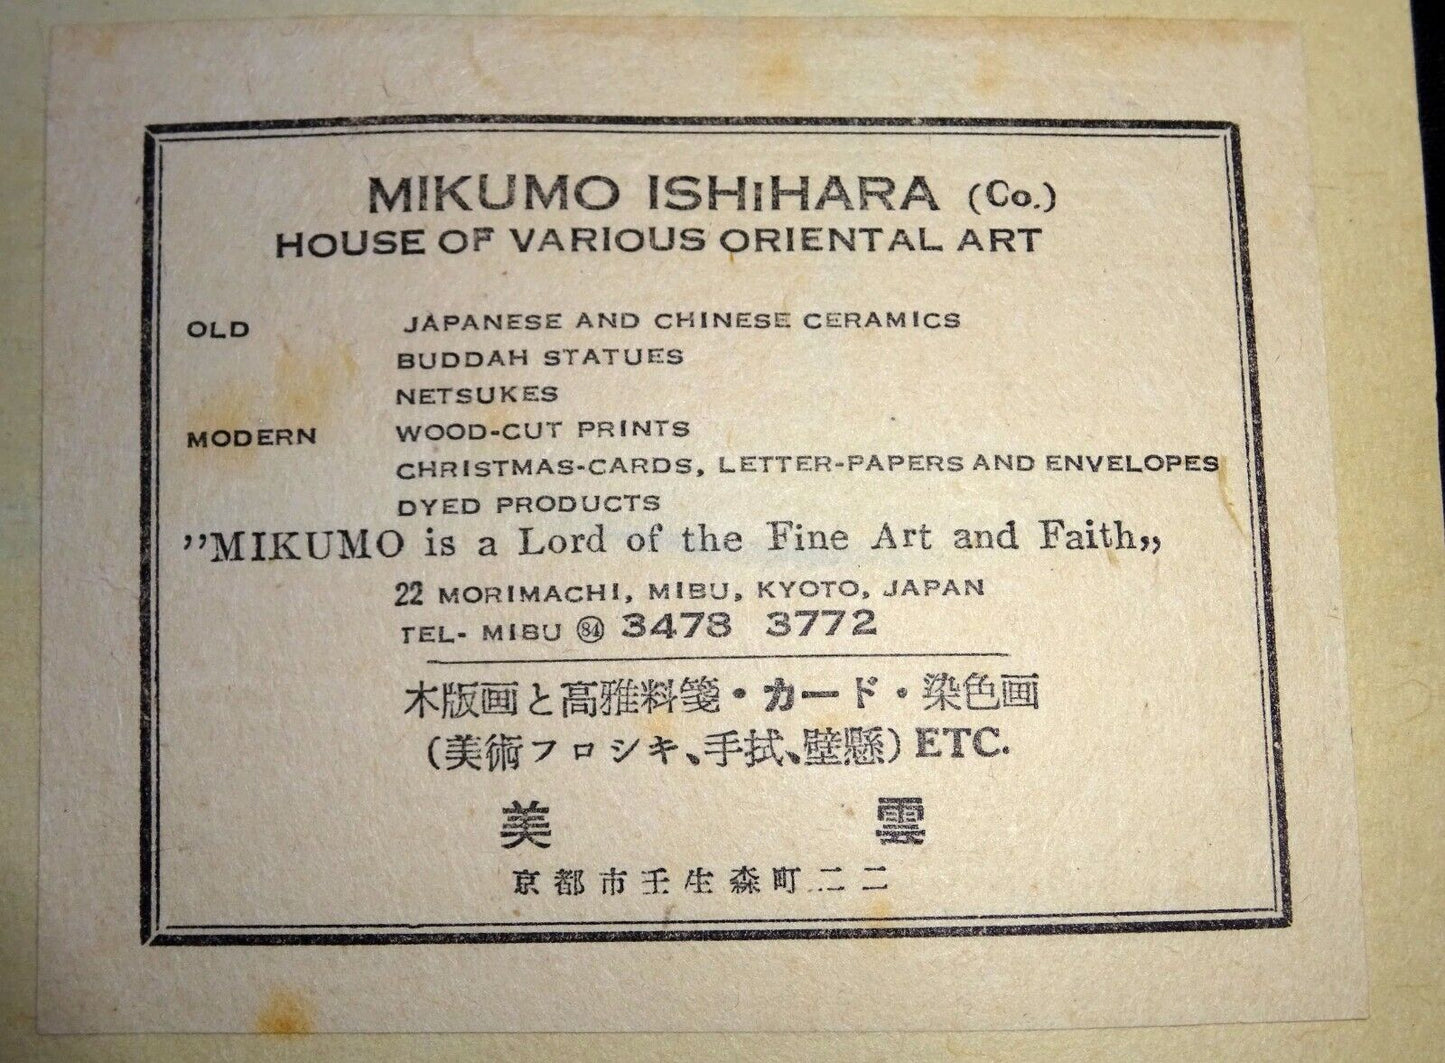 MIKUMO ISHiHARA (Co.)
HOUSE OF VARIOUS ORIENTAL ART
OLD JAPANESE AND CHINESE CERAMICS
BUDDAH STATUES
NETSUKES
MODERN WOOD-CUT PRINTS
CHRISTMAS-CARDS, LETTER-PAPERS AND ENVELOPES
DYED PRODUCTS
”MIKUMO is a Lord of the Fine Art and Faith„
22 MORIMACHI, MIBU, KYOTO, JAPAN
TEL- MIBU ㊙84 3478 3772
木版画と高雅料箋・カード・染色画
(美術フロシキ、手拭、壁懸) ETC.
美雲
京都市壬生森町二二